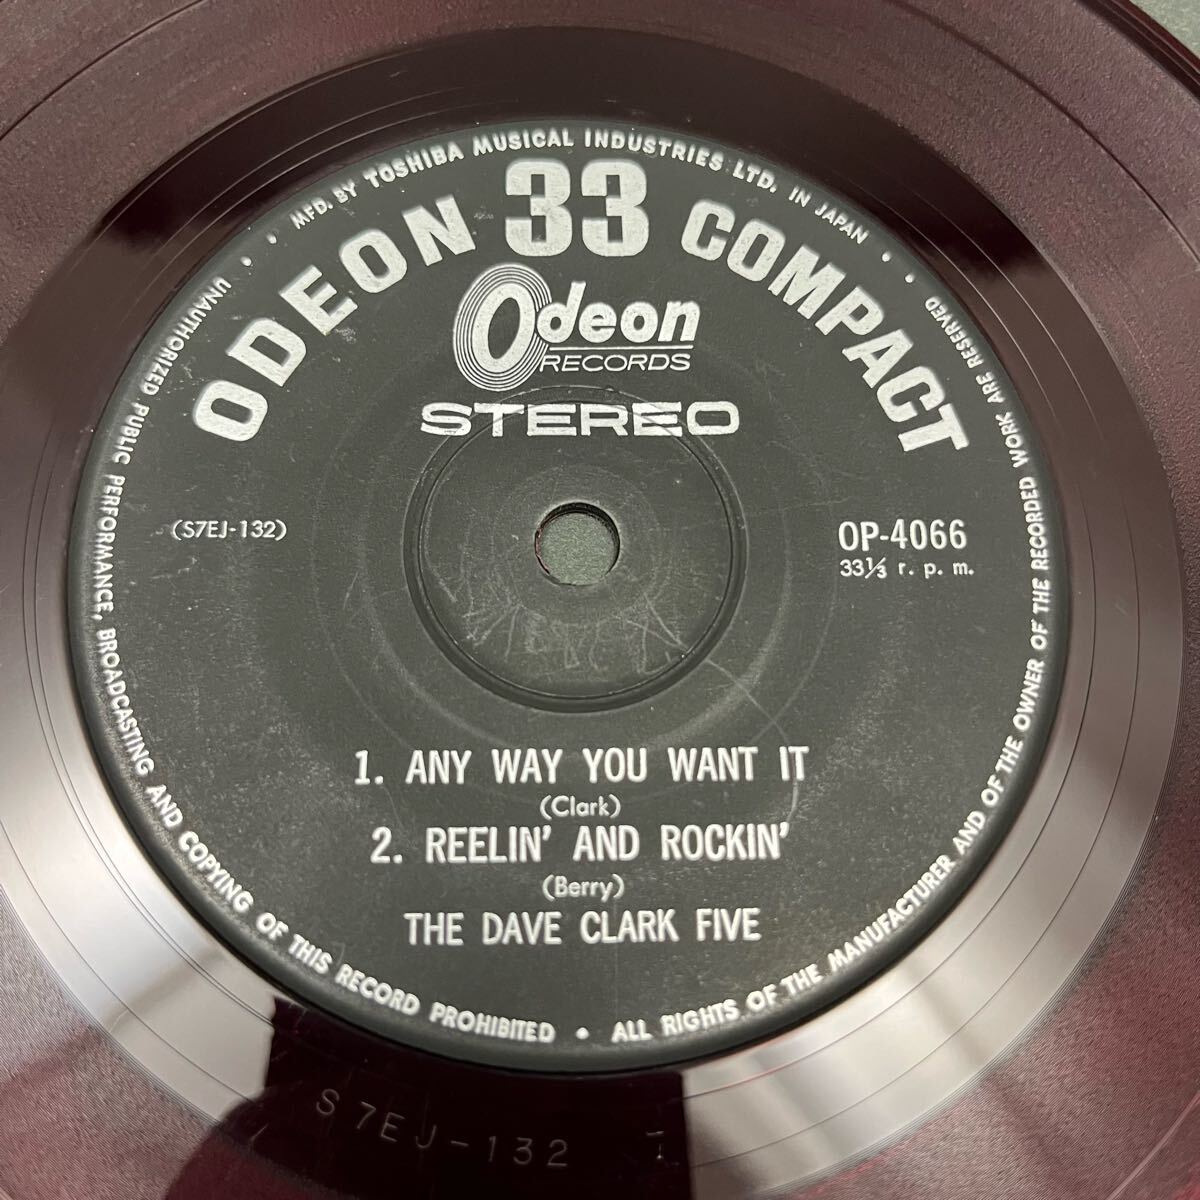 MFD. BY TOSHIBA MUSICAL INDUSTRIES LTD. IN JAPAN
ODEON 33 COMPACT
Odeon
RECORDS
STEREO
(S7EJ-132)
OP-4066
33⅓ r. p. m.
1. ANY WAY YOU WANT IT
(Clark)
2. REELIN' AND ROCKIN'
(Berry)
THE DAVE CLARK FIVE
UNAUTHORIZED PUBLIC PERFORMANCE, BROADCASTING AND COPYING OF THIS RECORD PROHIBITED • ALL RIGHTS OF THE MANUFACTURER AND OF THE OWNER OF THE RECORDED WORK ARE RESERVED
S 7EJ-132